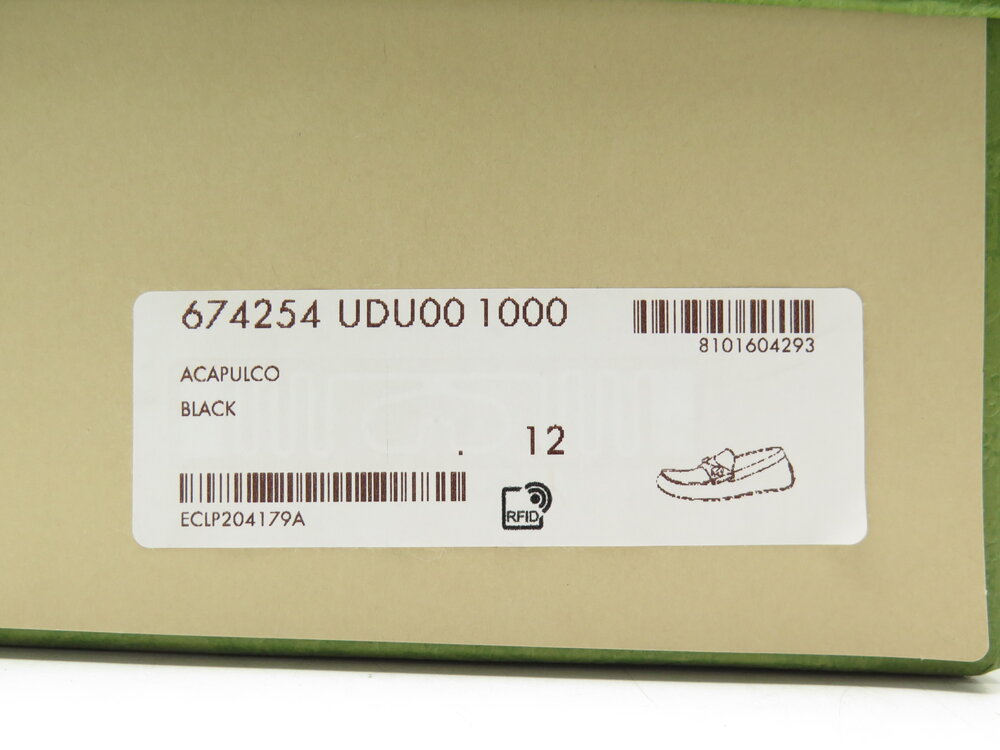 674254 UDU00 1000
8101604293
ACAPULCO
BLACK
. 12
ECLP204179A
RFID